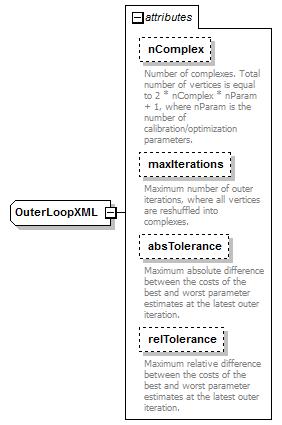 attributes
nComplex
Number of complexes. Total
number of vertices is equal
to 2 * nComplex * nParam
+ 1, where nParam is the
number of
calibration/optimization
parameters.
maxIterations
Maximum number of outer
iterations, where all vertices
are reshuffled into
complexes.
OuterLoopXML
absTolerance
Maximum absolute difference
between the costs of the
best and worst parameter
estimates at the latest outer
iteration.
relTolerance
Maximum relative difference
between the costs of the
best and worst parameter
estimates at the latest outer
iteration.